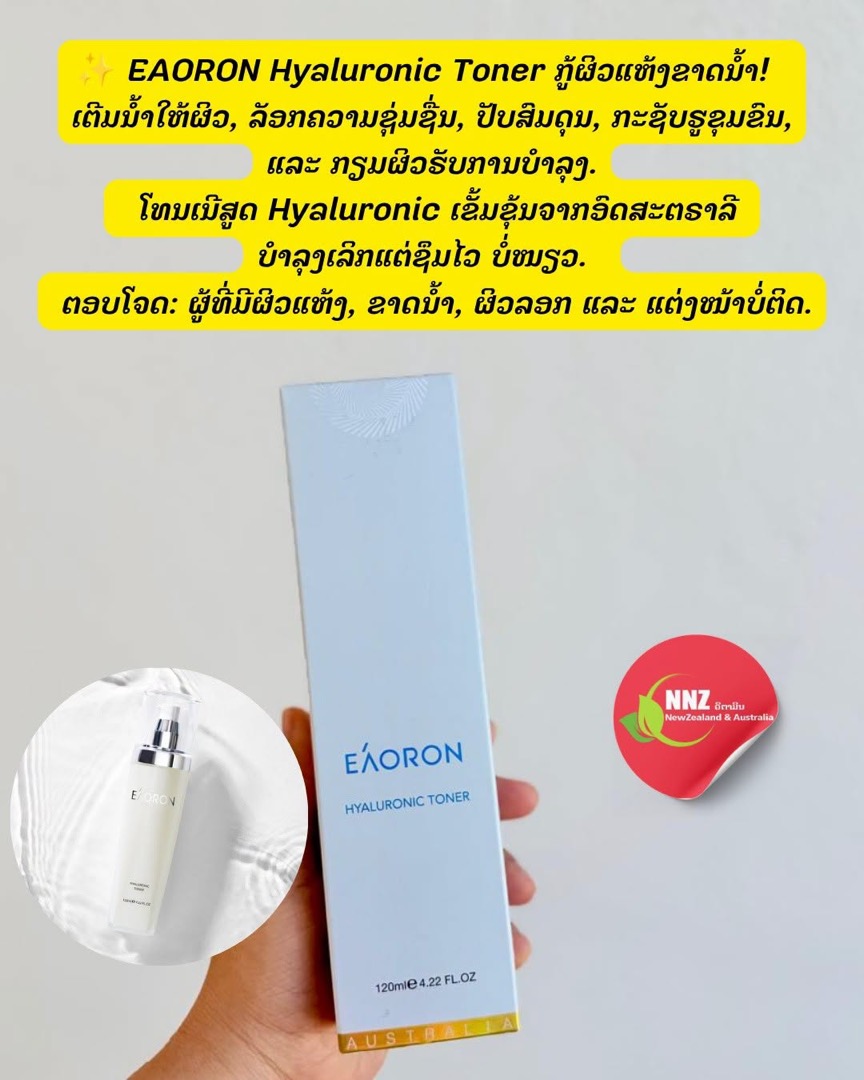 ✨ EAORON Hyaluronic Toner ກູ້ຜິວແຫ້ງຂາດນ້ຳ!
ເຕີມນ້ຳໃຫ້ຜິວ, ລັອກຄວາມຊຸ່ມຊື່ນ, ປັບສົມດຸນ, ກະຊັບຮູຂຸມຂົນ,
ແລະ ກຽມຜິວຮັບການບຳລຸງ.
ໂທນເນີສູດ Hyaluronic ເຂັ້ມຂຸ້ນຈາກອົດສະຕຣາລີ
ບຳລຸງເລິກແຕ່ຊຶມໄວ ບໍ່ໜຽວ.
ຕອບໂຈດ: ຜູ້ທີ່ມີຜິວແຫ້ງ, ຂາດນ້ຳ, ຜິວລອກ ແລະ ແຕ່ງໜ້າບໍ່ຕິດ.
NNZ ວິຕາມິນ
NewZealand & Australia
EAORON
HYALURONIC TONER
120ml℮4.22 FL.OZ
AUSTRALIA
EAORON
HYALURONIC
TONER